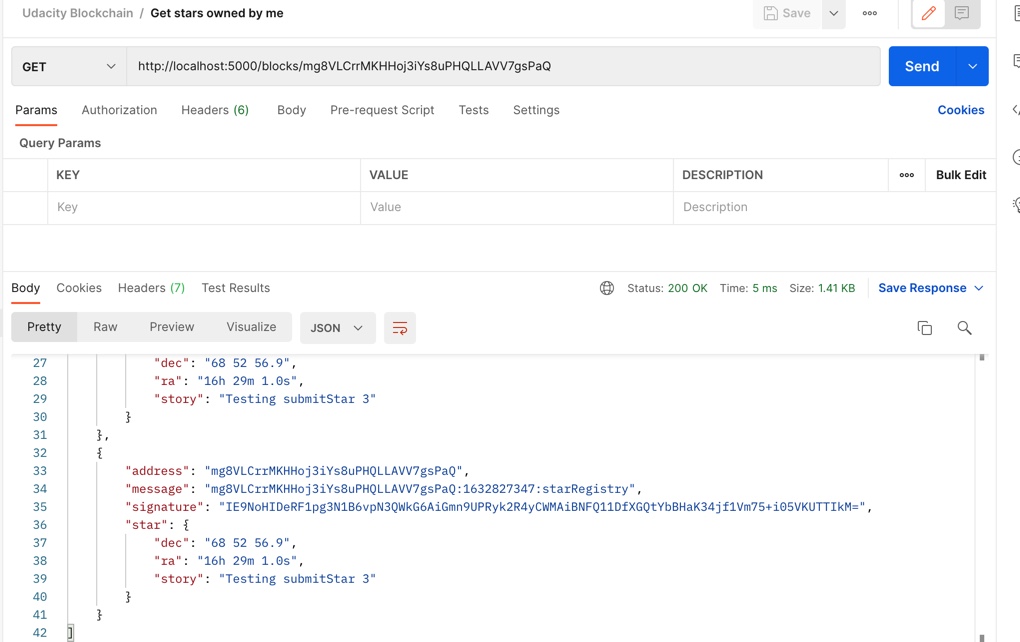 Udacity Blockchain / Get stars owned by me
Save
GET http://localhost:5000/blocks/mg8VLCrrMKHHoj3iYs8uPHQLLAVV7gsPaQ Send
Params Authorization Headers (6) Body Pre-request Script Tests Settings Cookies
Query Params
KEY VALUE DESCRIPTION Bulk Edit
Key Value Description
Body Cookies Headers (7) Test Results Status: 200 OK Time: 5 ms Size: 1.41 KB Save Response
Pretty Raw Preview Visualize JSON
27 "dec": "68 52 56.9",
28 "ra": "16h 29m 1.0s",
29 "story": "Testing submitStar 3"
30 }
31 },
32 {
33 "address": "mg8VLCrrMKHHoj3iYs8uPHQLLAVV7gsPaQ",
34 "message": "mg8VLCrrMKHHoj3iYs8uPHQLLAVV7gsPaQ:1632827347:starRegistry",
35 "signature": "IE9NoHIDeRF1pg3N1B6vpN3QWkG6AiGmn9UPRyk2R4yCWMAiBNFQ11DfXGQtYbBHaK34jf1Vm75+i05VKUTTIkM=",
36 "star": {
37 "dec": "68 52 56.9",
38 "ra": "16h 29m 1.0s",
39 "story": "Testing submitStar 3"
40 }
41 }
42 ]